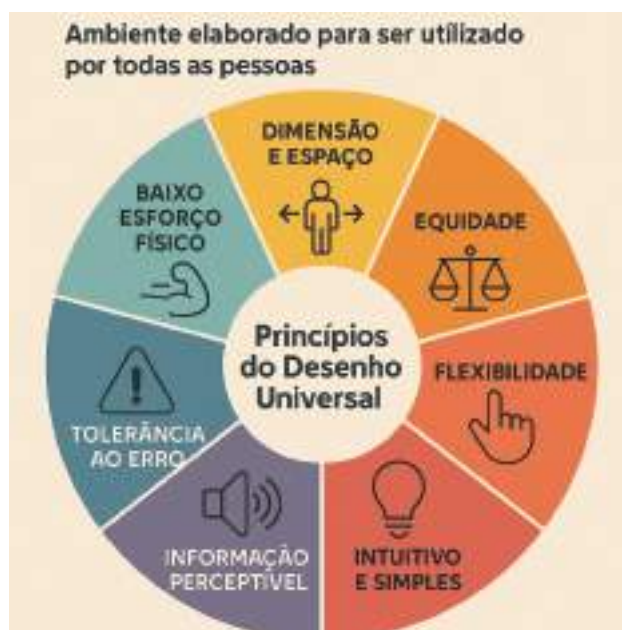 Ambiente elaborado para ser utilizado
por todas as pessoas
DIMENSÃO
E ESPAÇO
EQUIDADE
FLEXIBILIDADE
INTUITIVO
E SIMPLES
INFORMAÇÃO
PERCEPTÍVEL
TOLERÂNCIA
AO ERRO
BAIXO
ESFORÇO
FÍSICO
Princípios
do Desenho
Universal